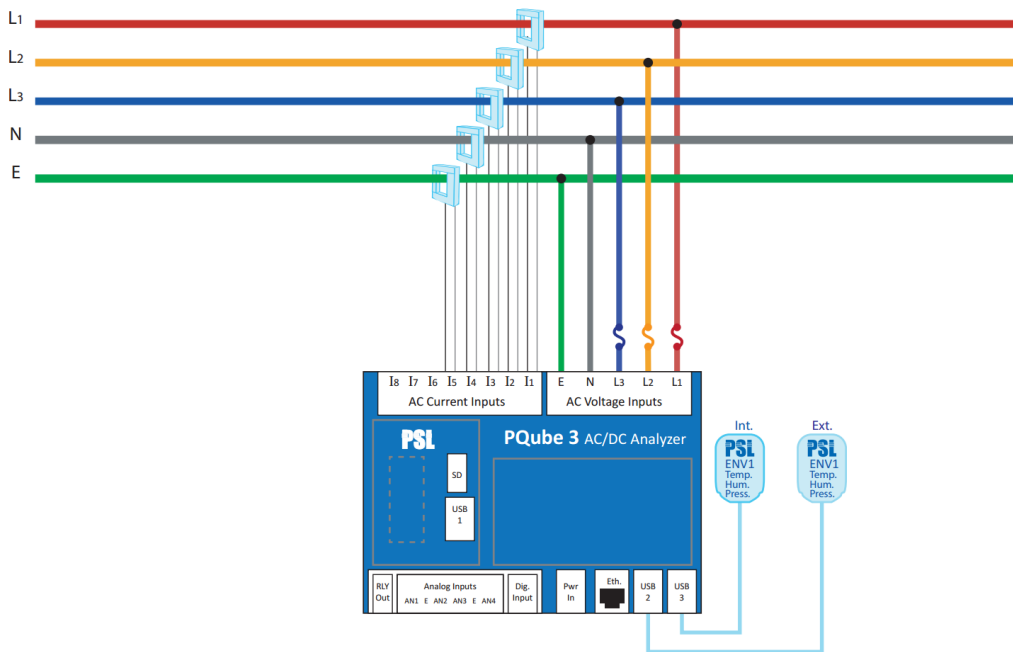 L1
L2
L3
N
E
I8 I7 I6 I5 I4 I3 I2 I1
AC Current Inputs
E N L3 L2 L1
AC Voltage Inputs
PSL
PQube 3 AC/DC Analyzer
SD
USB
1
Int.
PSL
ENV1
Temp.
Hum.
Press.
Ext.
PSL
ENV1
Temp.
Hum.
Press.
RLY
Out
Analog Inputs
AN1 E AN2 AN3 E AN4
Dig.
Input
Pwr
In
Eth.
USB
2
USB
3